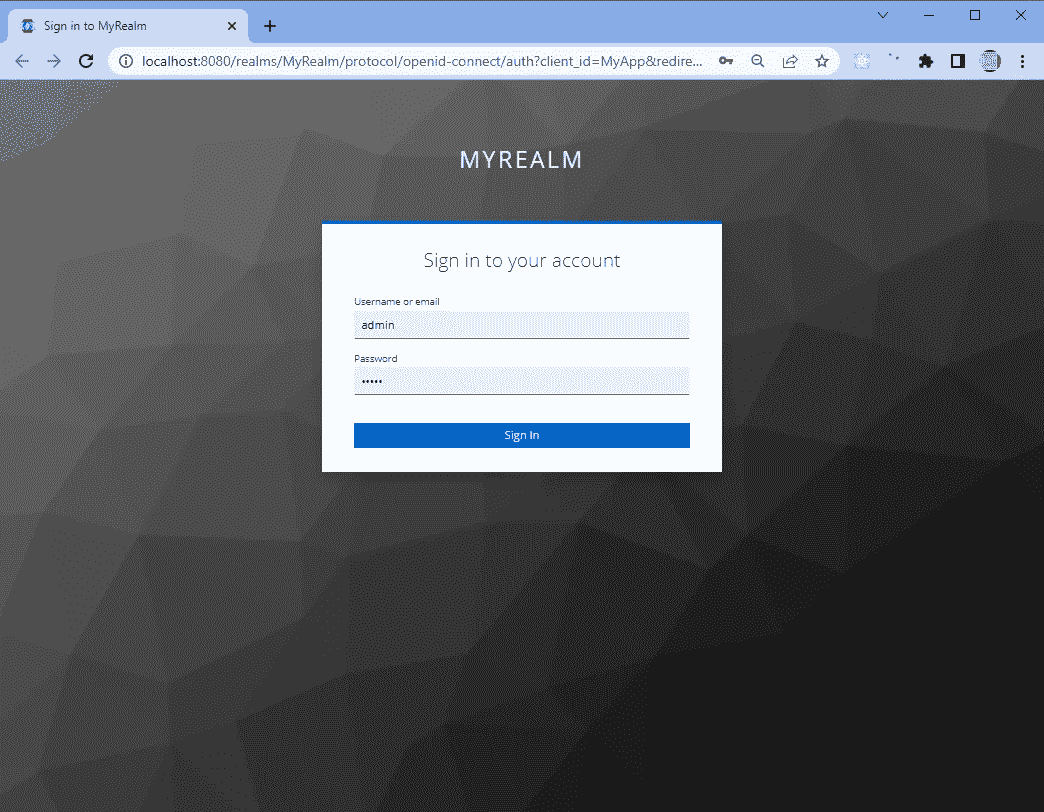 Sign in to MyRealm
localhost:8080/realms/MyRealm/protocol/openid-connect/auth?client_id=MyApp&redire...
MYREALM
Sign in to your account
Username or email
admin
Password
•••••
Sign In